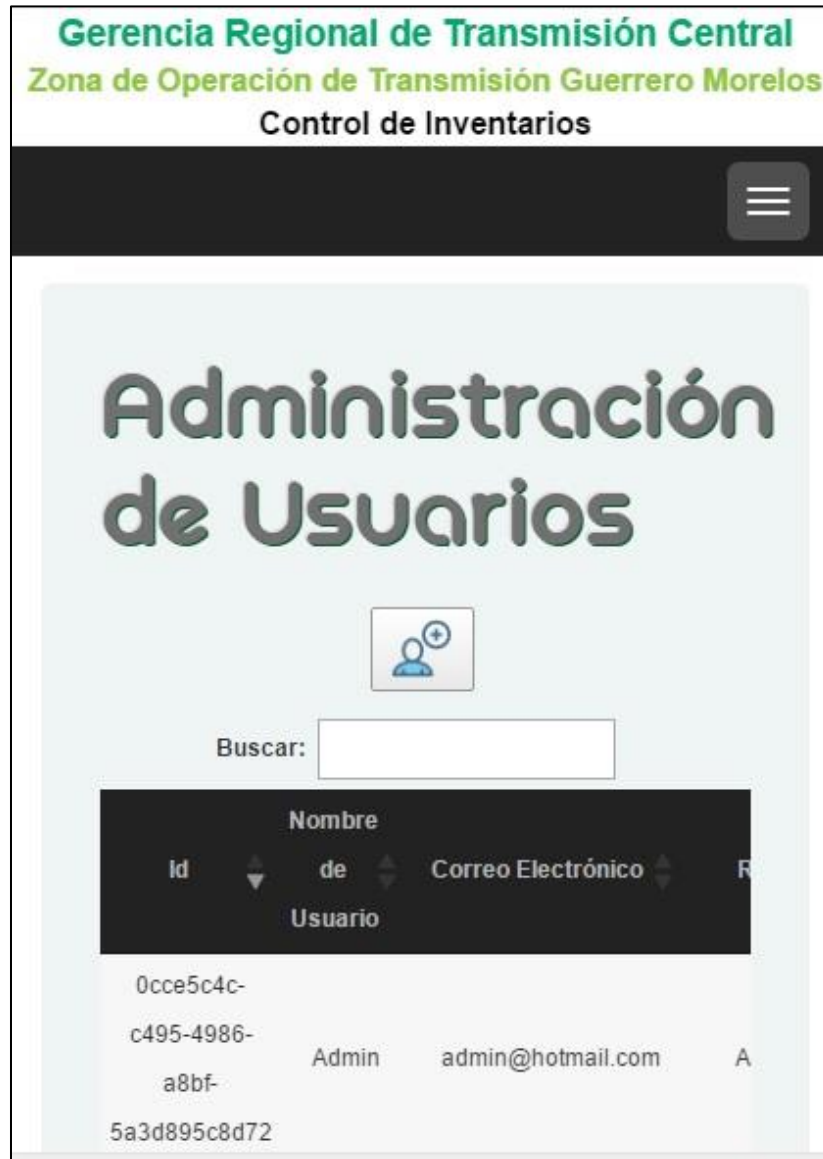 Gerencia Regional de Transmisión Central
Zona de Operación de Transmisión Guerrero Morelos
Control de Inventarios
Administración
de Usuarios
Buscar:
Id
Nombre
de
Usuario
Correo Electrónico
R
0cce5c4c-
c495-4986-
a8bf-
5a3d895c8d72
Admin
admin@hotmail.com
A